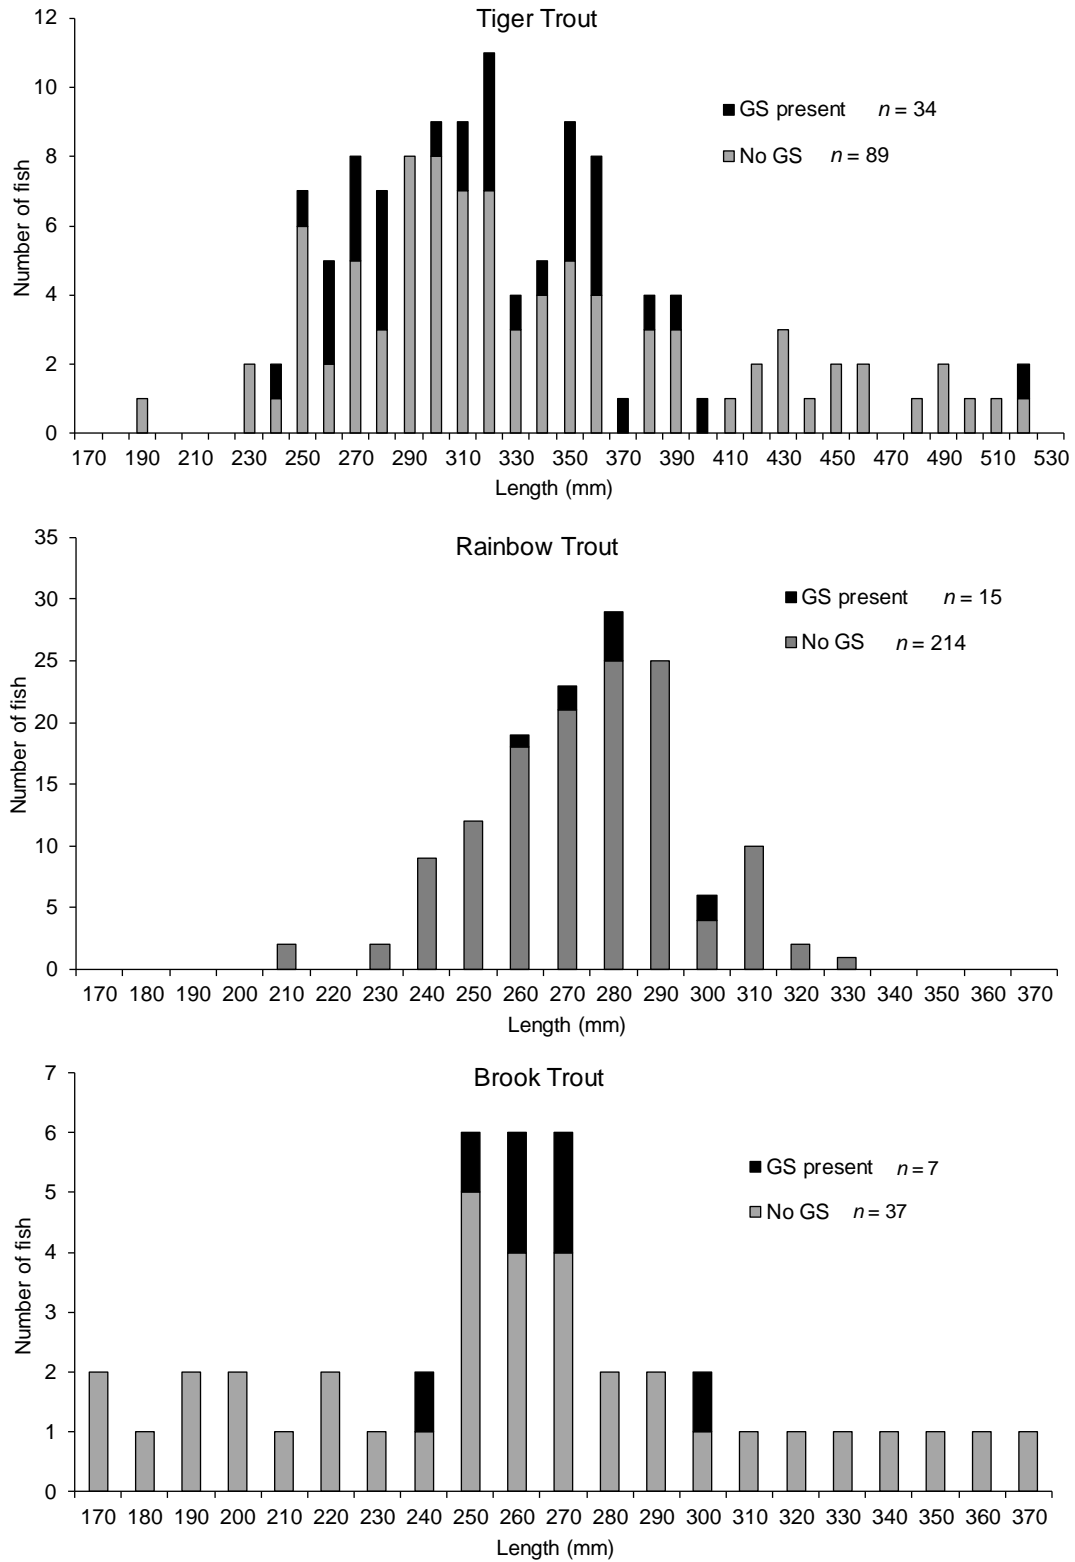 Tiger Trout
12
10
8
6
4
2
0
Number of fish
GS present n = 34
No GS n = 89
170 190 210 230 250 270 290 310 330 350 370 390 410 430 450 470 490 510 530
Length (mm)
Rainbow Trout
35
30
25
20
15
10
5
0
Number of fish
GS present n = 15
No GS n = 214
170 180 190 200 210 220 230 240 250 260 270 280 290 300 310 320 330 340 350 360 370
Length (mm)
Brook Trout
7
6
5
4
3
2
1
0
Number of fish
GS present n = 7
No GS n = 37
170 180 190 200 210 220 230 240 250 260 270 280 290 300 310 320 330 340 350 360 370
Length (mm)